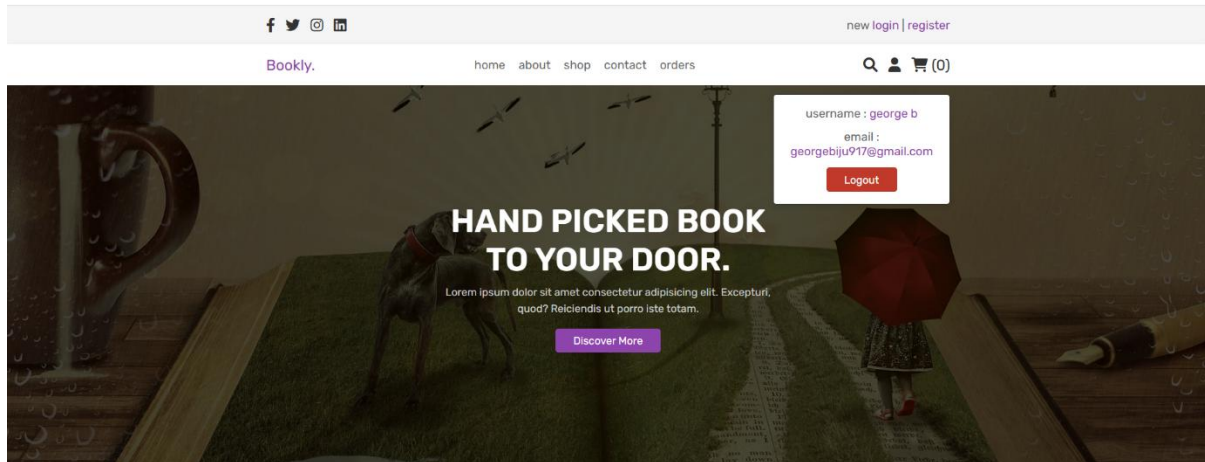 new login | register
Bookly.
home about shop contact orders
(0)
username : george b
email :
georgebiju917@gmail.com
Logout
HAND PICKED BOOK
TO YOUR DOOR.
Lorem ipsum dolor sit amet consectetur adipisicing elit. Excepturi,
quod? Reiciendis ut porro iste totam.
Discover More